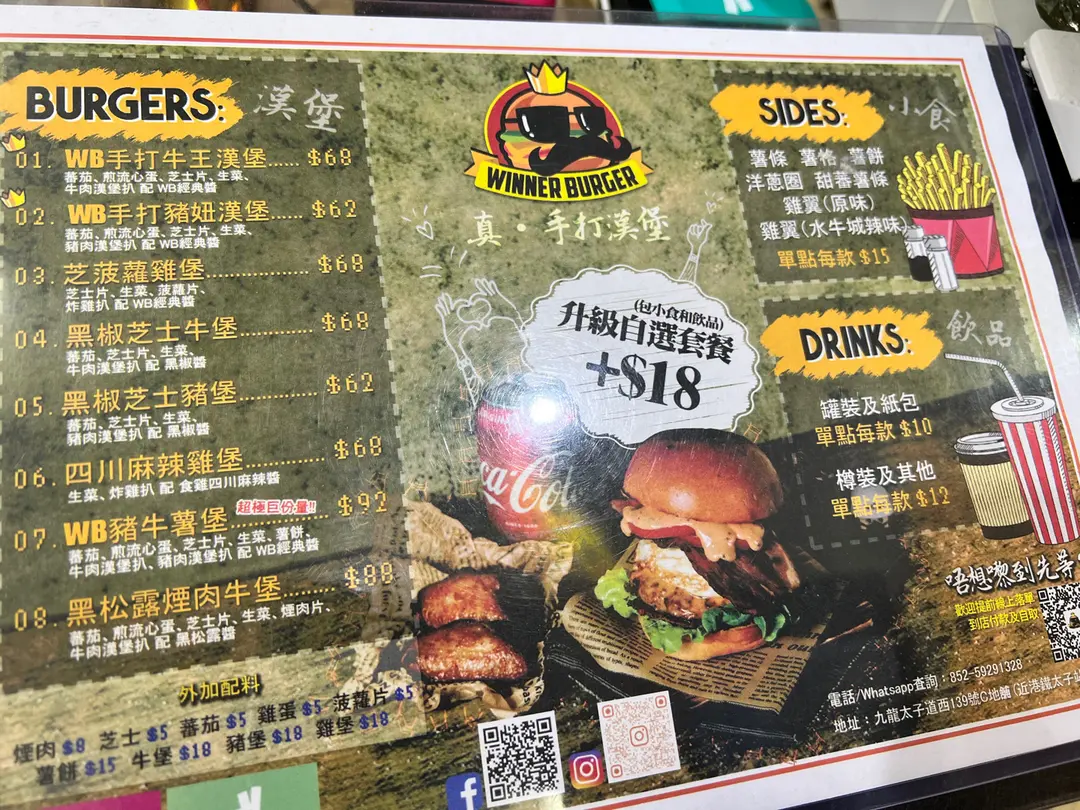 BURGERS: 漢堡
01. WB手打牛王漢堡...... $68
蕃茄、煎流心蛋、芝士片、生菜、
牛肉漢堡扒 配 WB經典醬
02. WB手打豬妞漢堡...... $62
蕃茄、煎流心蛋、芝士片、生菜、
豬肉漢堡扒 配 WB經典醬
03. 芝菠蘿雞堡.................. $68
芝士片、生菜、菠蘿片、
炸雞扒 配 WB經典醬
04. 黑椒芝士牛堡............ $68
蕃茄、芝士片、生菜、
牛肉漢堡扒 配 黑椒醬
05. 黑椒芝士豬堡............ $62
蕃茄、芝士片、生菜、
豬肉漢堡扒 配 黑椒醬
06. 四川麻辣雞堡............ $68
生菜、炸雞扒 配 食雞四川麻辣醬
超極巨份量!!
07. WB豬牛薯堡.............. $92
蕃茄、煎流心蛋、芝士片、生菜、薯餅、
牛肉漢堡扒、豬肉漢堡扒 配 WB經典醬
08. 黑松露煙肉牛堡........ $88
蕃茄、煎流心蛋、芝士片、生菜、煙肉片、
牛肉漢堡扒 配 黑松露醬
外加配料
煙肉 $8 芝士 $5 蕃茄 $5 雞蛋 $5 菠蘿片 $5
薯餅 $15 牛堡 $18 豬堡 $18 雞堡 $18
WINNER BURGER
真・手打漢堡
(包小食和飲品)
升級自選套餐
+$18
ca-Col
SIDES: 小食
薯條 薯格 薯餅
洋蔥圈 甜蕃薯條
雞翼(原味)
雞翼(水牛城辣味)
單點每款 $15
DRINKS: 飲品
罐裝及紙包
單點每款 $10
樽裝及其他
單點每款 $12
唔想嚟到先等
歡迎提前線上落單
到店付款及自取
電話/Whatsapp查詢：852-59291328
地址：九龍太子道西139號C地舖(近港鐵太子站
f